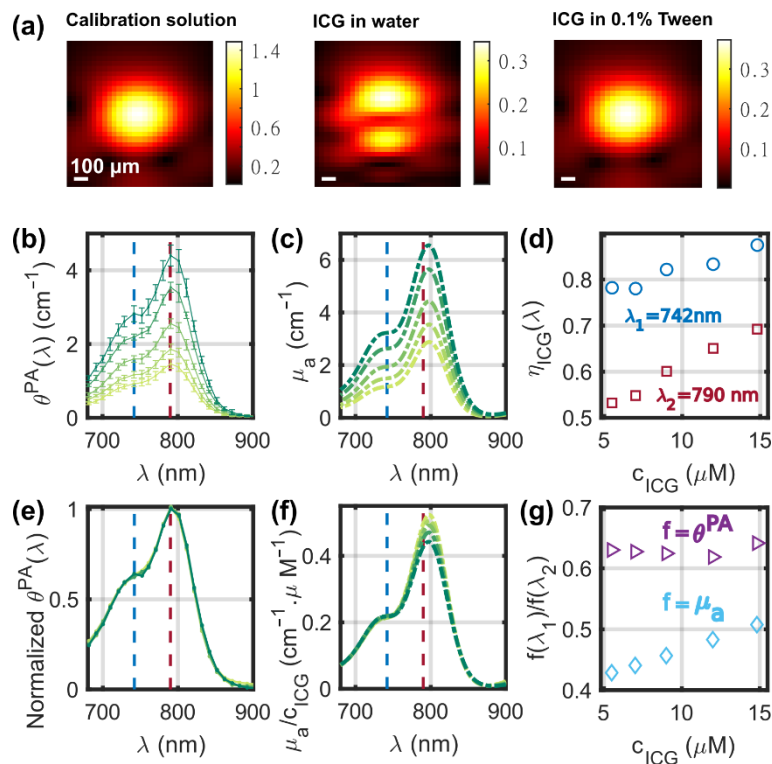 (a) Calibration solution ICG in water ICG in 0.1% Tween
1.4 0.3 0.3
1 0.2 0.2
0.6 0.1 0.1
0.2
100 µm
(b) (c) (d)
θ^PA(λ) (cm⁻¹)
4
2
0
700 800 900
λ (nm)
μ_a (cm⁻¹)
6
4
2
0
700 800 900
λ (nm)
η_ICG(λ)
0.8
0.7
0.6
0.5
λ₁=742nm
λ₂=790 nm
5 10 15
c_ICG (μM)
(e) (f) (g)
Normalized θ^PA(λ)
1
0.5
0
700 800 900
λ (nm)
μ_a/c_ICG (cm⁻¹.μ M⁻¹)
0.4
0.2
0
700 800 900
λ (nm)
f(λ₁)/f(λ₂)
0.7
0.6
0.5
0.4
f = θ^PA
f = μ_a
5 10 15
c_ICG (μM)